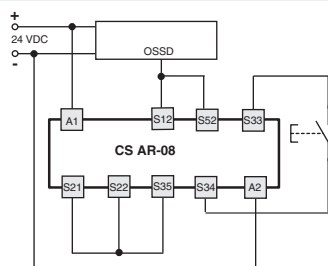 +
24 VDC
-
OSSD
A1
S12
S52
S33
CS AR-08
S21
S22
S35
S34
A2